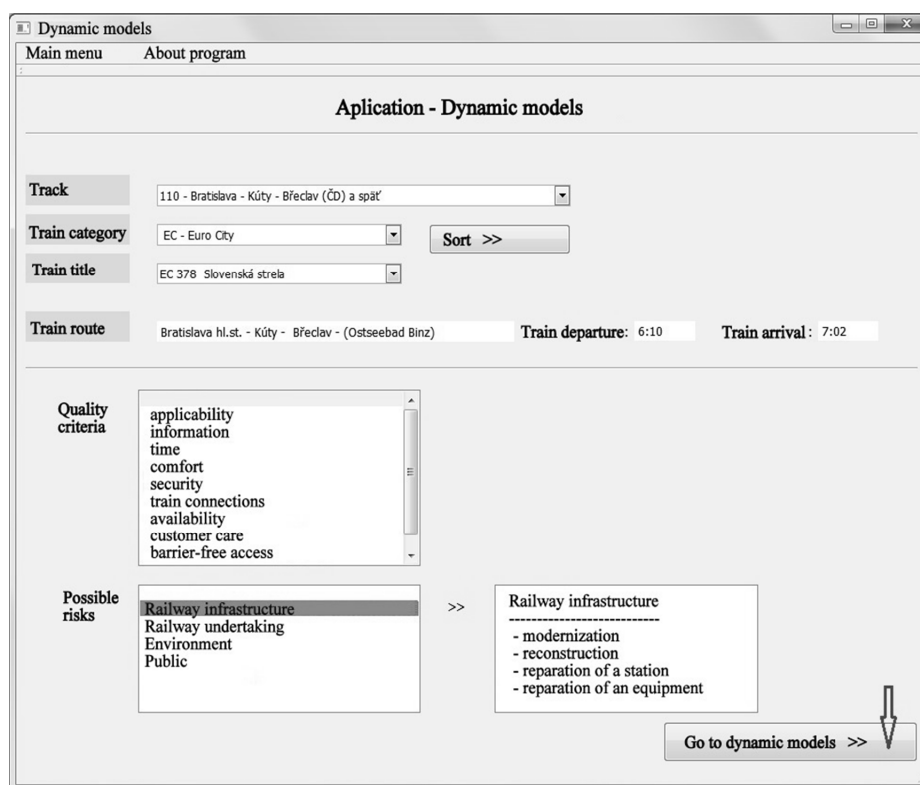 Dynamic models
Main menu About program
Aplication - Dynamic models
Track 110 - Bratislava - Kúty - Břeclav (ČD) a späť
Train category EC - Euro City Sort >>
Train title EC 378 Slovenská strela
Train route Bratislava hl.st. - Kúty - Břeclav - (Ostseebad Binz) Train departure: 6:10 Train arrival: 7:02
Quality
criteria
applicability
information
time
comfort
security
train connections
availability
customer care
barrier-free access
Possible
risks
Railway infrastructure
Railway undertaking
Environment
Public
>>
Railway infrastructure
----------------------------
- modernization
- reconstruction
- reparation of a station
- reparation of an equipment
Go to dynamic models >>